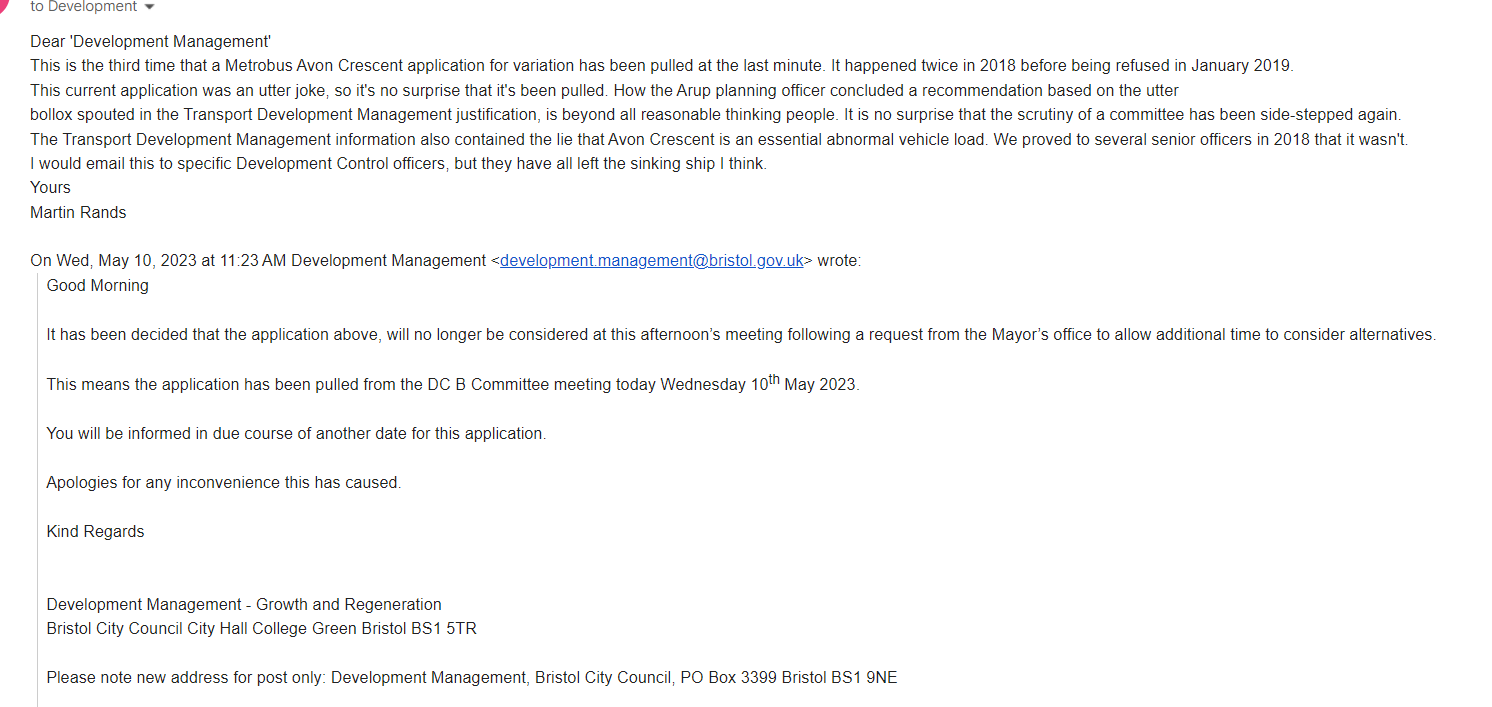 to Development
Dear 'Development Management'
This is the third time that a Metrobus Avon Crescent application for variation has been pulled at the last minute. It happened twice in 2018 before being refused in January 2019.
This current application was an utter joke, so it's no surprise that it's been pulled. How the Arup planning officer concluded a recommendation based on the utter
bollox spouted in the Transport Development Management justification, is beyond all reasonable thinking people. It is no surprise that the scrutiny of a committee has been side-stepped again.
The Transport Development Management information also contained the lie that Avon Crescent is an essential abnormal vehicle load. We proved to several senior officers in 2018 that it wasn't.
I would email this to specific Development Control officers, but they have all left the sinking ship I think.
Yours
Martin Rands
On Wed, May 10, 2023 at 11:23 AM Development Management <development.management@bristol.gov.uk> wrote:
Good Morning
It has been decided that the application above, will no longer be considered at this afternoon's meeting following a request from the Mayor's office to allow additional time to consider alternatives.
This means the application has been pulled from the DC B Committee meeting today Wednesday 10th May 2023.
You will be informed in due course of another date for this application.
Apologies for any inconvenience this has caused.
Kind Regards
Development Management - Growth and Regeneration
Bristol City Council City Hall College Green Bristol BS1 5TR
Please note new address for post only: Development Management, Bristol City Council, PO Box 3399 Bristol BS1 9NE